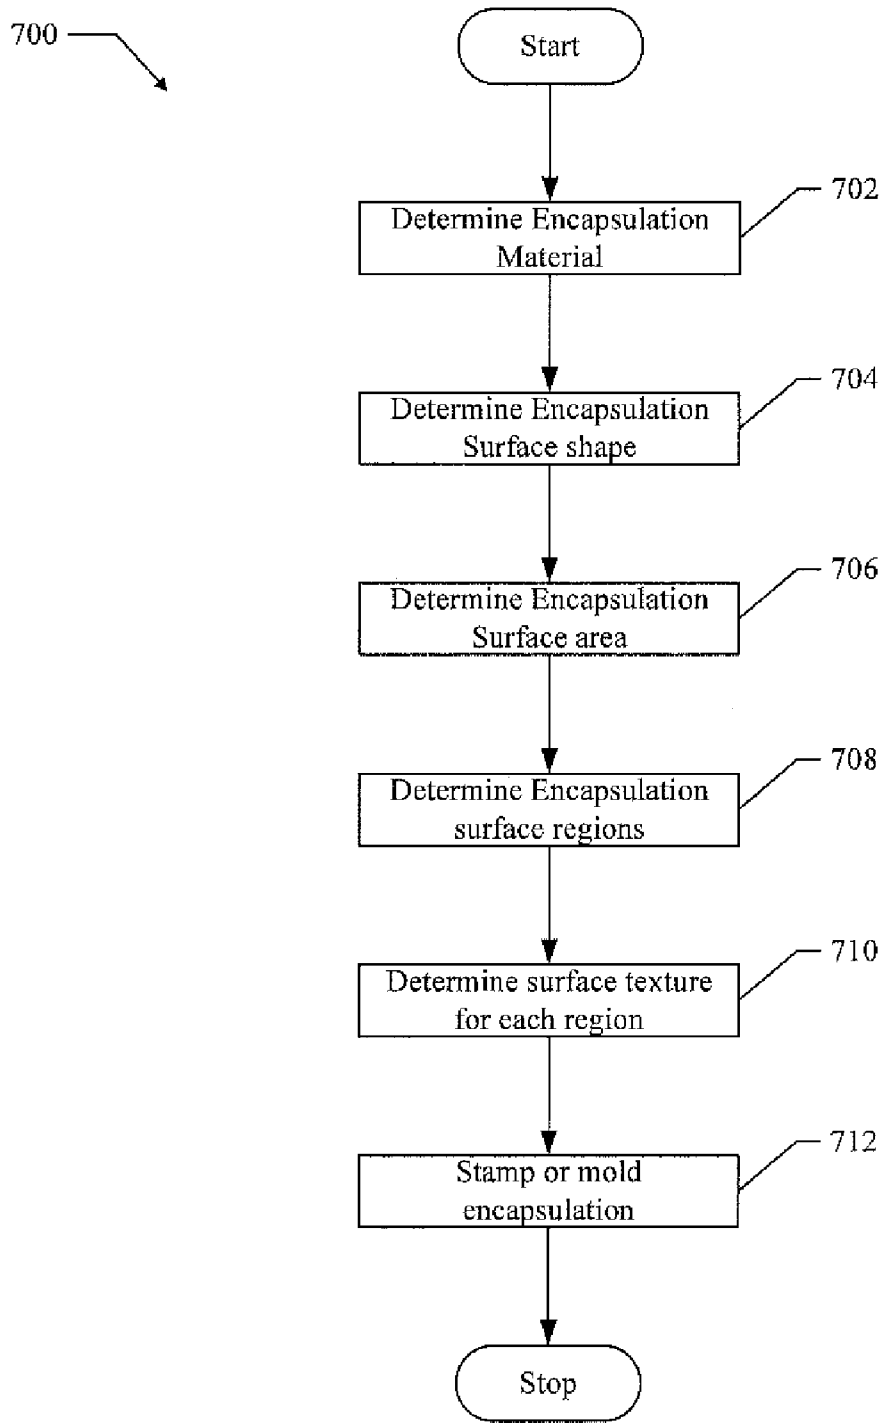 700
Start
702
Determine Encapsulation
Material
704
Determine Encapsulation
Surface shape
706
Determine Encapsulation
Surface area
708
Determine Encapsulation
surface regions
710
Determine surface texture
for each region
712
Stamp or mold
encapsulation
Stop